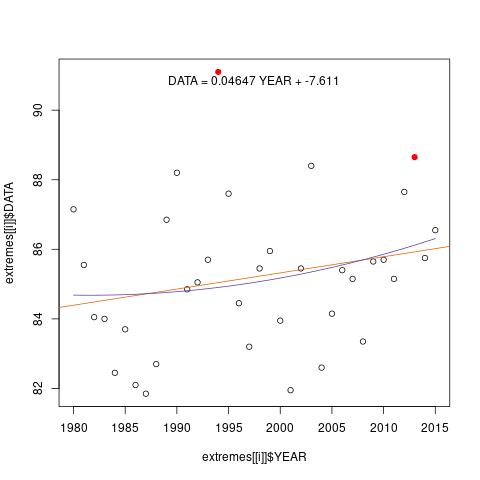 DATA = 0.04647 YEAR + -7.611
extremes[[i]]$DATA
90
88
86
84
82
1980 1985 1990 1995 2000 2005 2010 2015
extremes[[i]]$YEAR